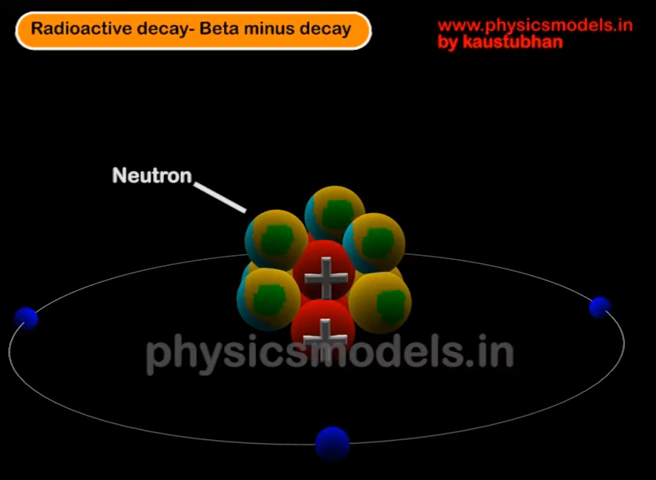 Radioactive decay- Beta minus decay
www.physicsmodels.in
by kaustubhan
Neutron
+
+
physicsmodels.in